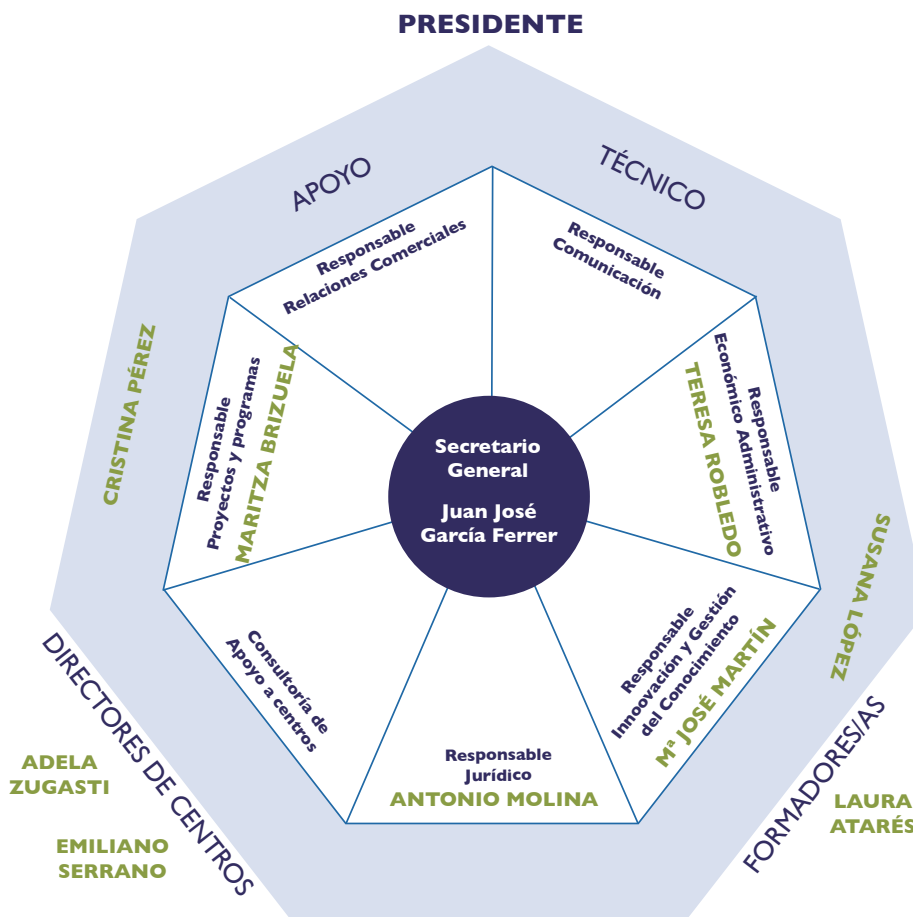 PRESIDENTE
APOYO
TÉCNICO
Responsable
Relaciones Comerciales
Responsable
Comunicación
CRISTINA PÉREZ
Responsable
Proyectos y programas
MARITZA BRIZUELA
Responsable
Económico Administrativo
TERESA ROBLEDO
Secretario
General
Juan José
García Ferrer
SUSANA LÓPEZ
Consultoría de
Apoyo a centros
Responsable
Jurídico
ANTONIO MOLINA
Responsable
Innoovación y Gestión
del Conocimiento
Mª JOSÉ MARTÍN
DIRECTORES DE CENTROS
ADELA
ZUGASTI
EMILIANO
SERRANO
FORMADORES/AS
LAURA
ATARÉS